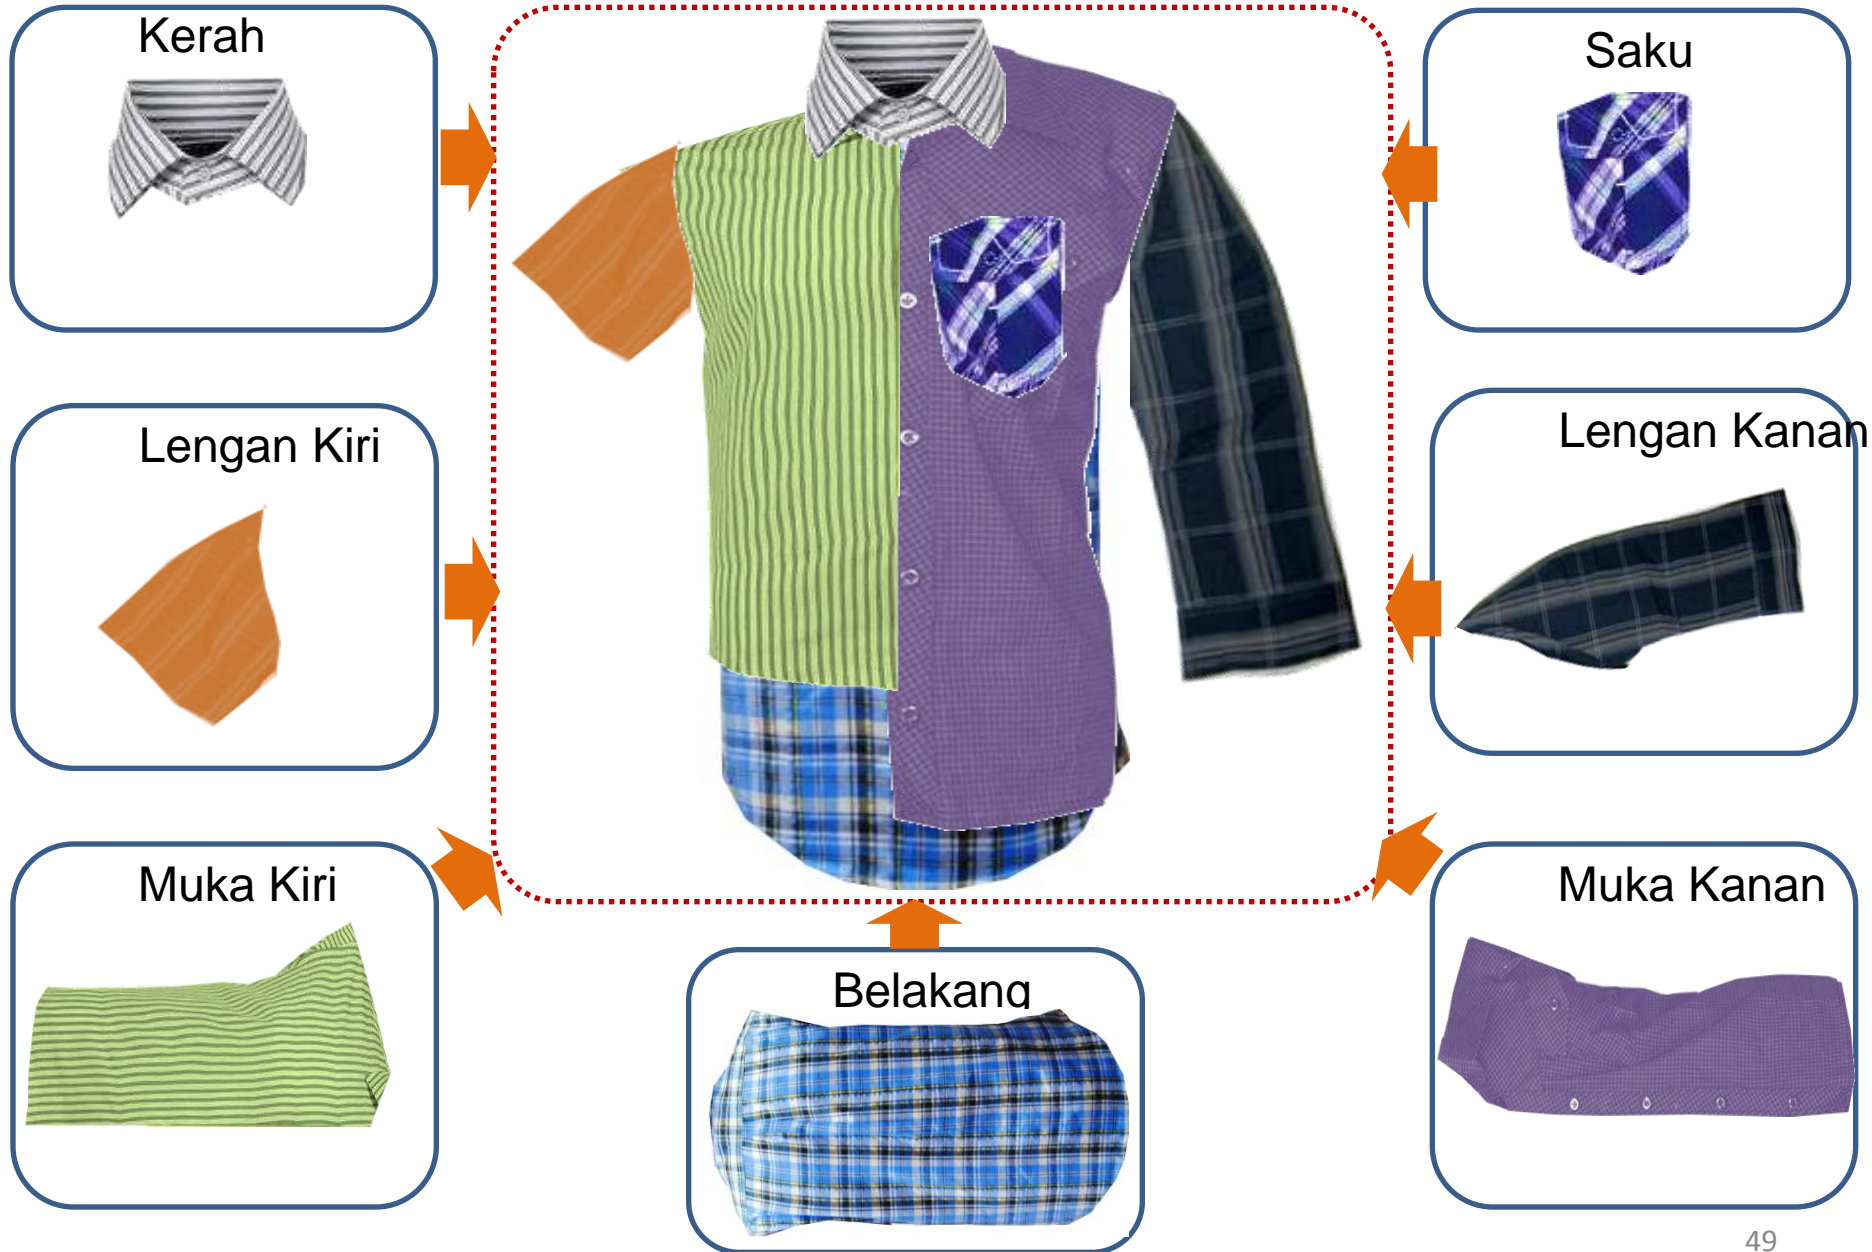 Kerah
Saku
Lengan Kiri
Lengan Kanan
Muka Kiri
Muka Kanan
Belakang
49